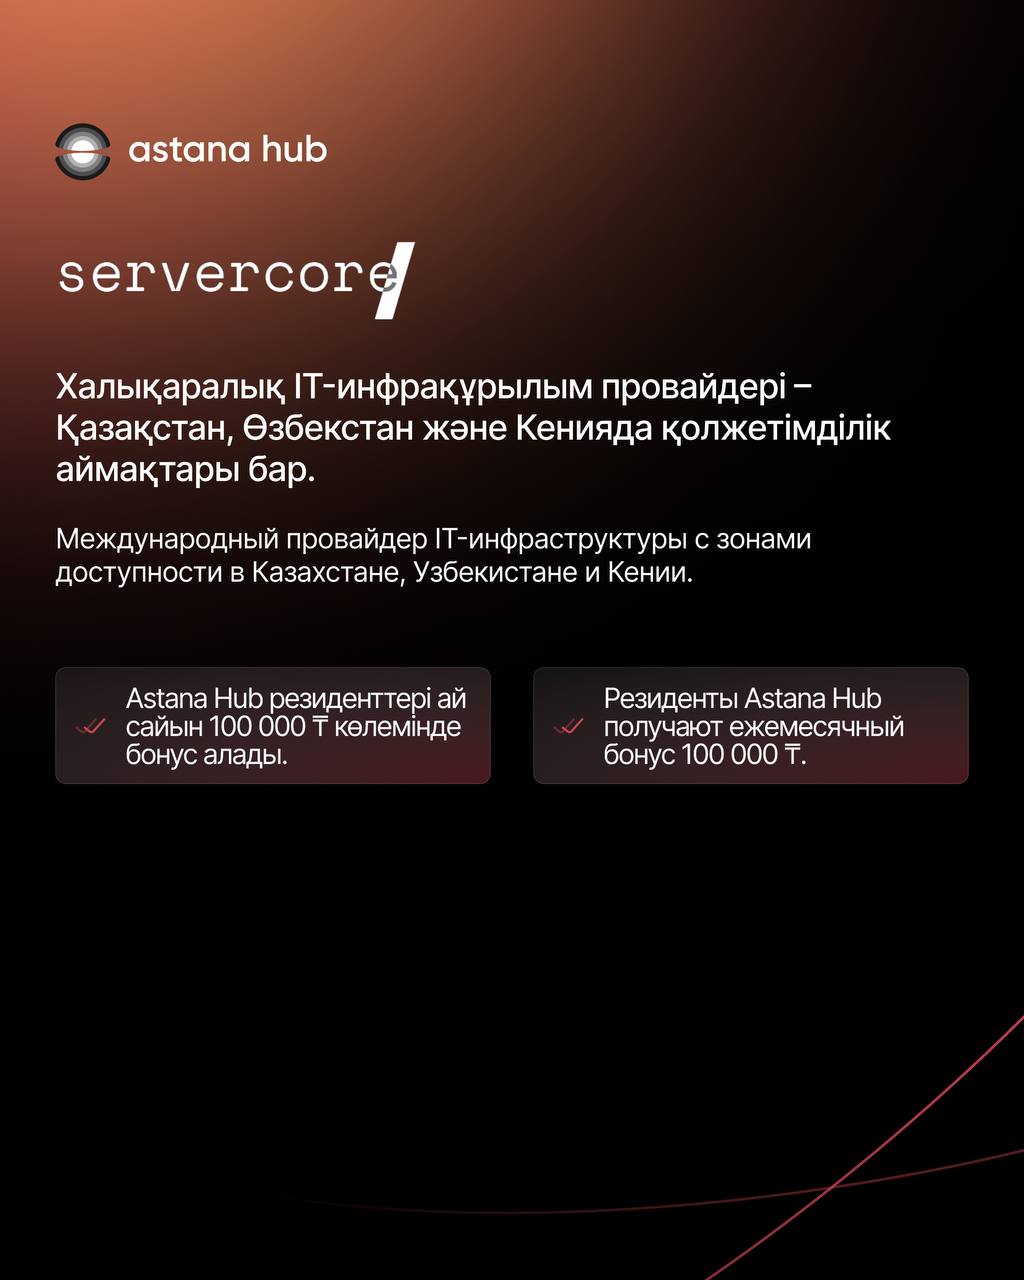 astana hub
servercore
Халықаралық IT-инфрақұрылым провайдері –
Қазақстан, Өзбекстан және Кенияда қолжетімділік
аймақтары бар.
Международный провайдер IT-инфраструктуры с зонами
доступности в Казахстане, Узбекистане и Кении.
Astana Hub резиденттері ай
сайын 100 000 ₸ көлемінде
бонус алады.
Резиденты Astana Hub
получают ежемесячный
бонус 100 000 ₸.